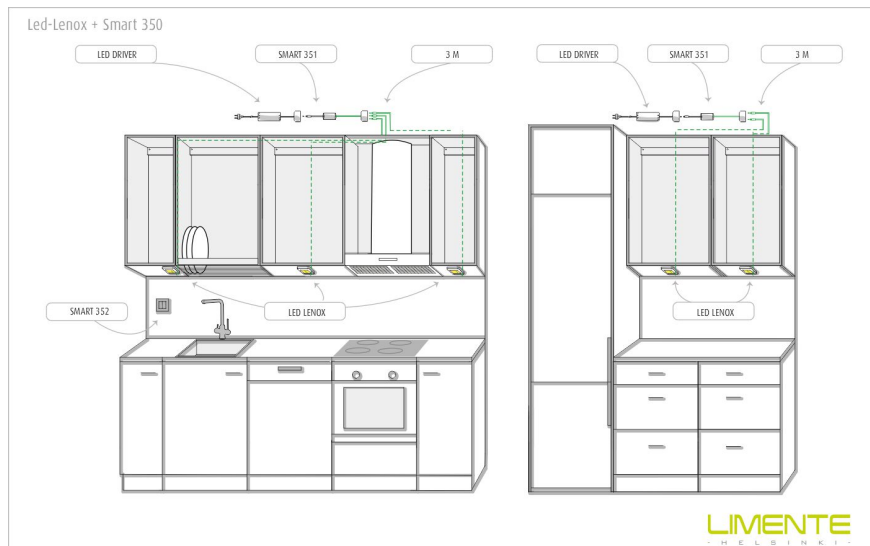 Led-Lenox + Smart 350
LED DRIVER
SMART 351
3 M
LED DRIVER
SMART 351
3 M
SMART 352
LED LENOX
LED LENOX
LIMENTE
- HELSINKI -